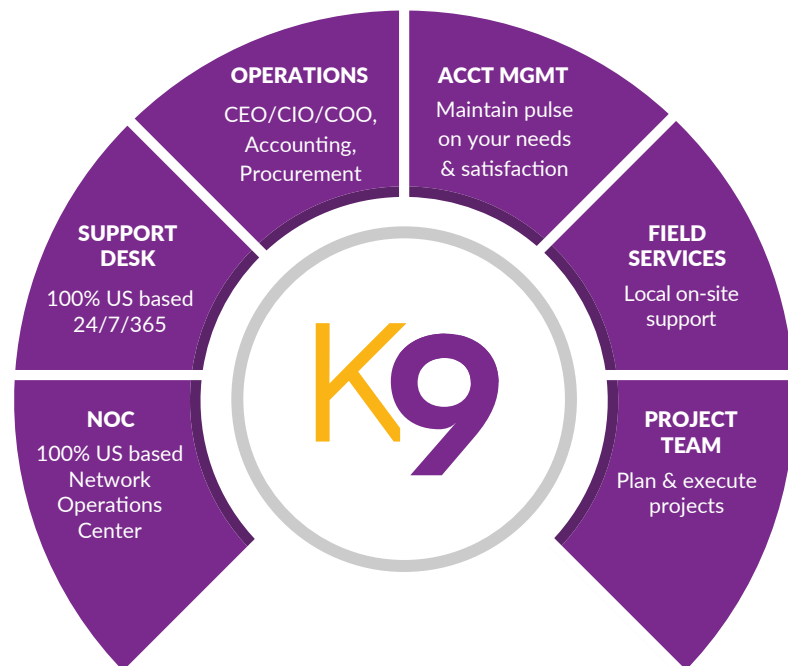 OPERATIONS
CEO/CIO/COO,
Accounting,
Procurement
ACCT MGMT
Maintain pulse
on your needs
& satisfaction
SUPPORT
DESK
100% US based
24/7/365
FIELD
SERVICES
Local on-site
support
K9
NOC
100% US based
Network
Operations
Center
PROJECT
TEAM
Plan & execute
projects